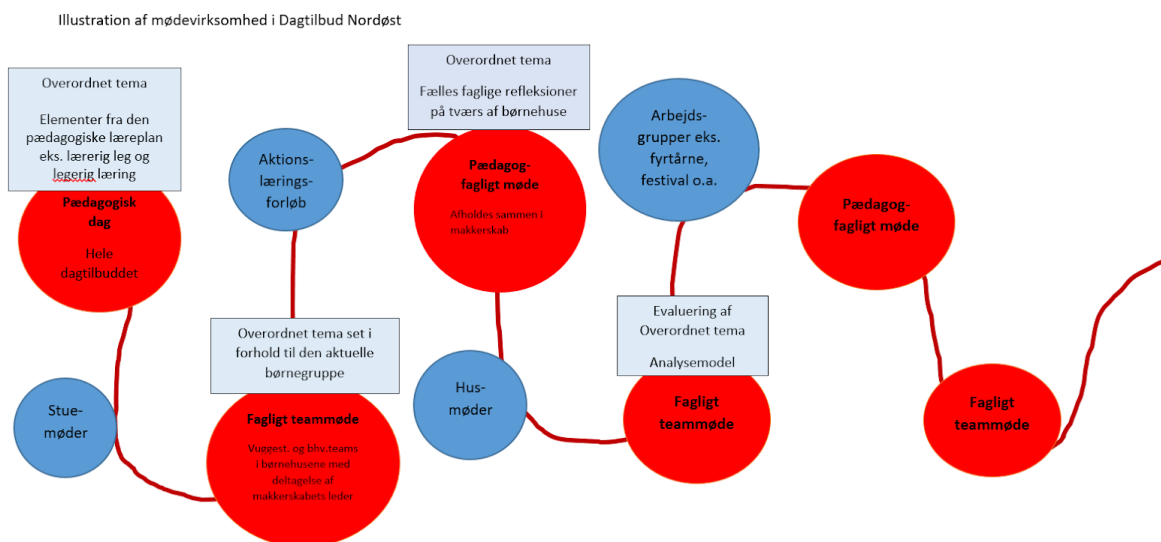 Illustration af mødevirksomhed i Dagtilbud Nordøst
Overordnet tema
Elementer fra den
pædagogiske læreplan
eks. lærerig leg og
legerig læring
Pædagogisk
dag
Hele
dagtilbuddet
Stue-
møder
Overordnet tema set i
forhold til den aktuelle
børnegruppe
Fagligt teammøde
Vuggest. og bhv.teams
i børnehusene med
deltagelse af
makkerskabets leder
Aktions-
lærings-
forløb
Overordnet tema
Fælles faglige refleksioner
på tværs af børnehuse
Pædagog-
fagligt møde
Afholdes sammen i
makkerskab
Hus-
møder
Evaluering af
Overordnet tema
Analysemodel
Fagligt
teammøde
Arbejds-
grupper eks.
fyrtårne,
festival o.a.
Pædagog-
fagligt møde
Fagligt
teammøde